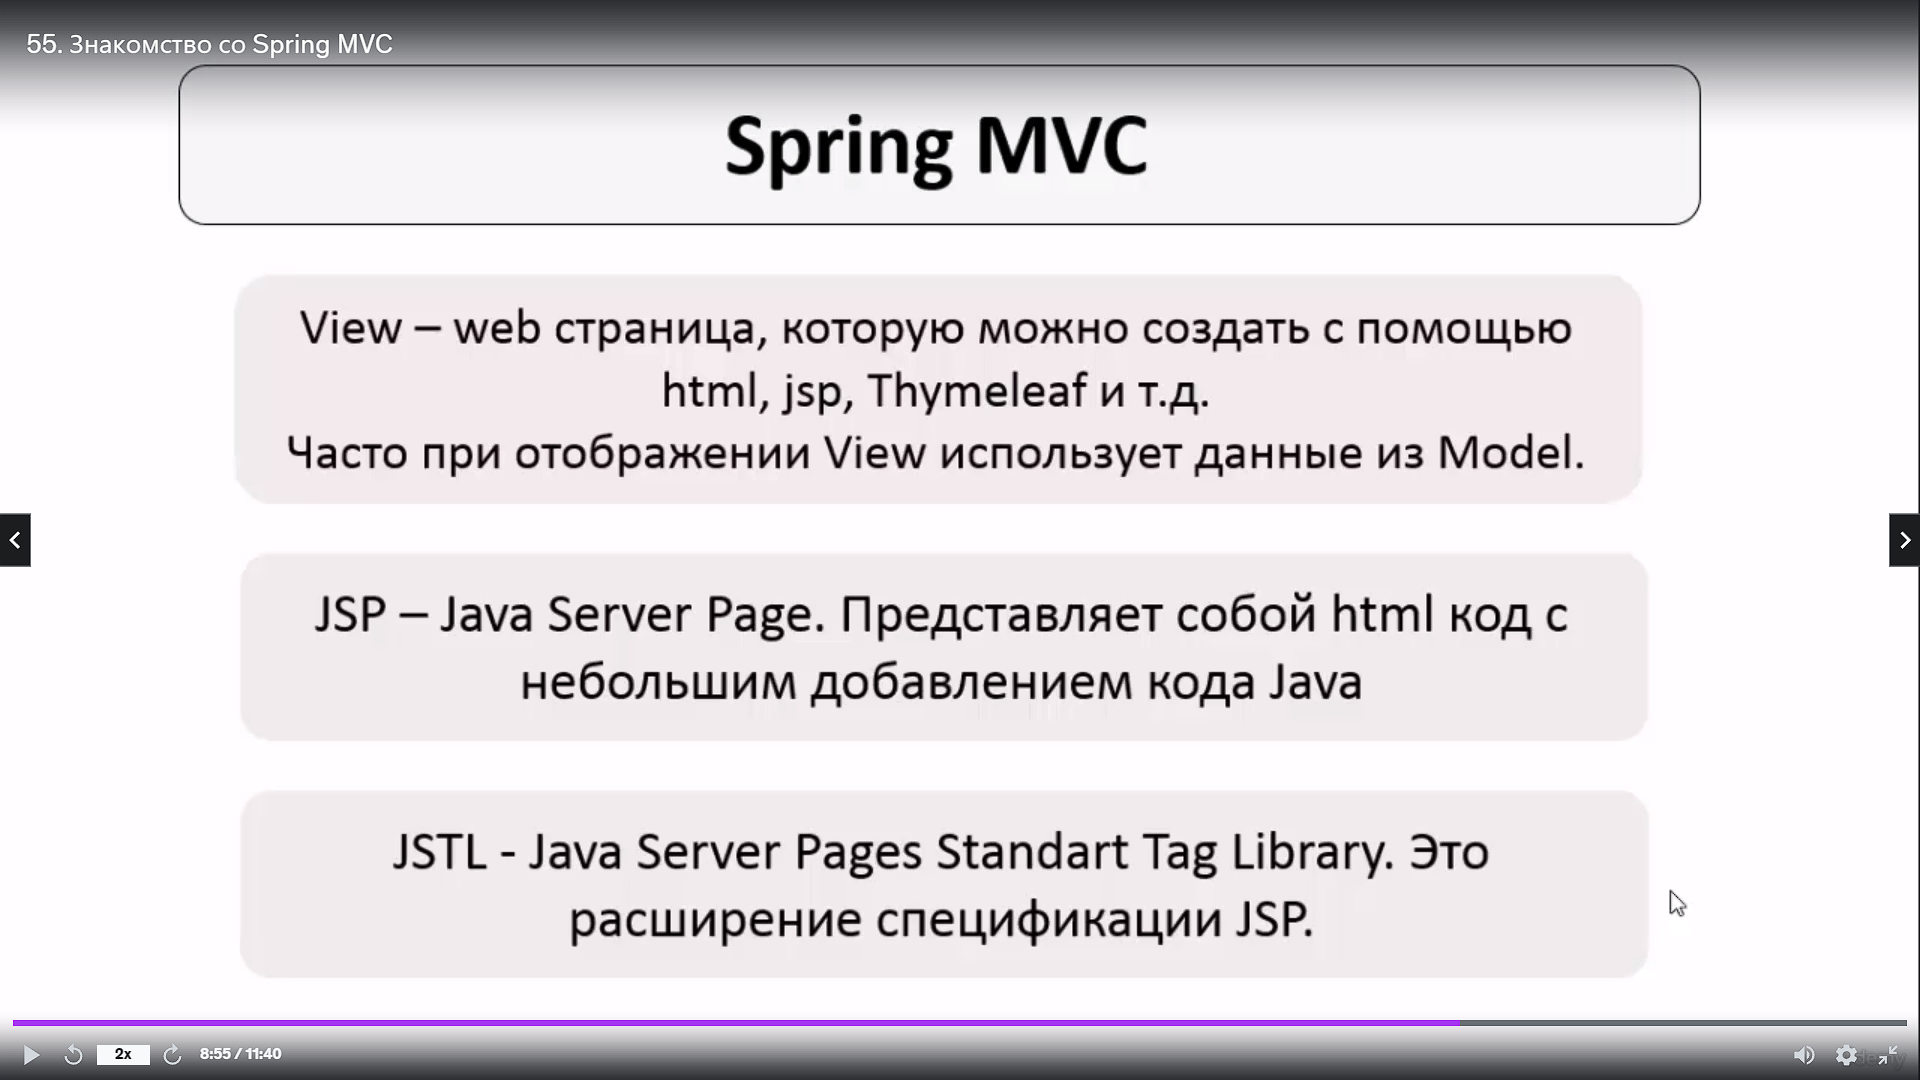 55. Знакомство со Spring MVC
Spring MVC
View – web страница, которую можно создать с помощью
html, jsp, Thymeleaf и т.д.
Часто при отображении View использует данные из Model.
JSP – Java Server Page. Представляет собой html код с
небольшим добавлением кода Java
JSTL - Java Server Pages Standart Tag Library. Это
расширение спецификации JSP.
2x
8:55 / 11:40